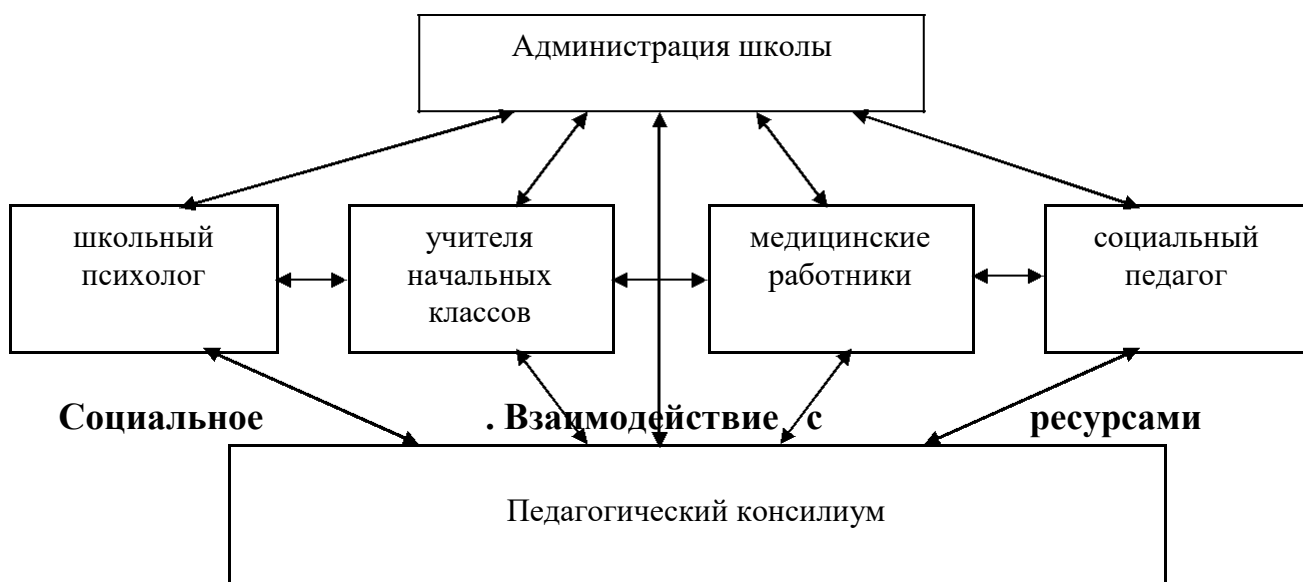 Администрация школы
школьный
психолог
учителя
начальных
классов
медицинские
работники
социальный
педагог
Социальное . Взаимодействие с ресурсами
Педагогический консилиум